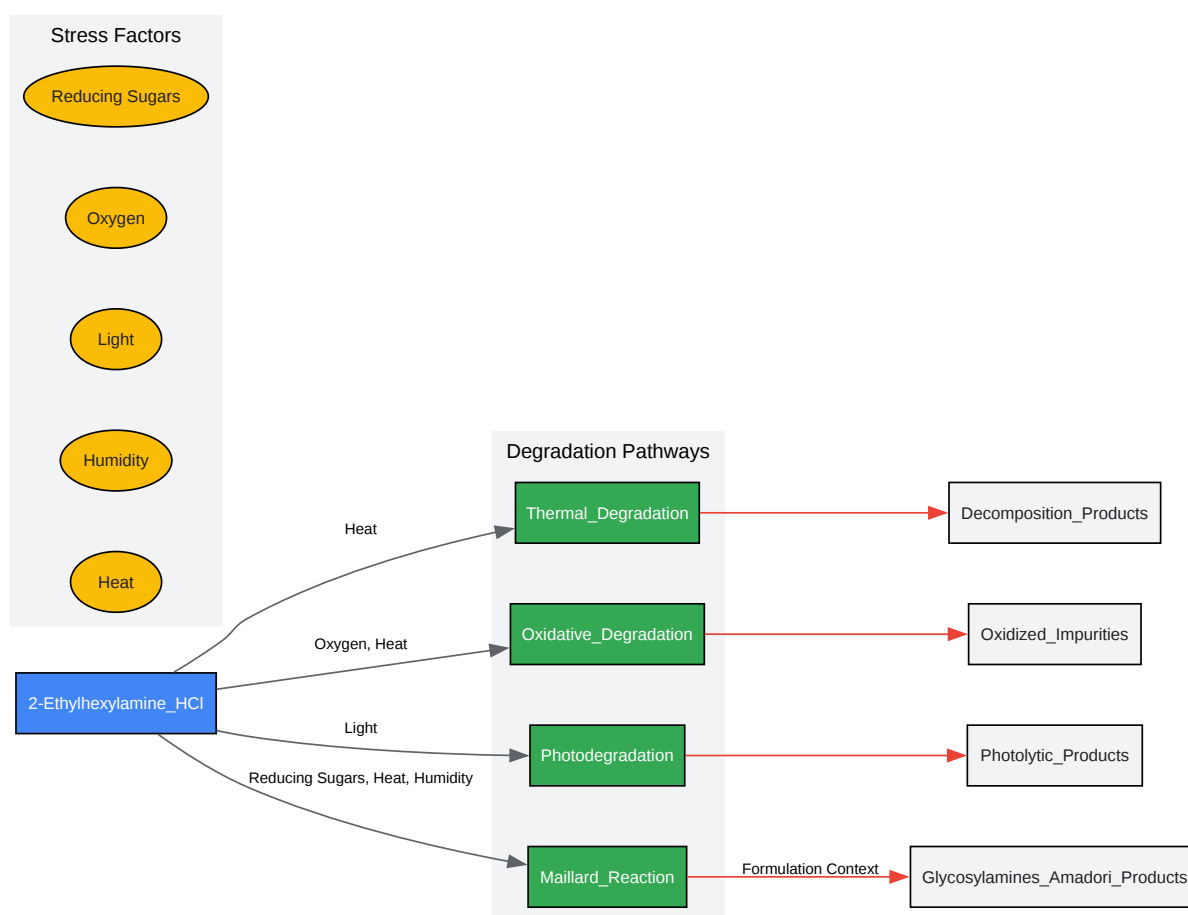 Stress Factors
Reducing Sugars
Oxygen
Light
Humidity
Heat
2-Ethylhexylamine_HCl
Heat
Oxygen, Heat
Light
Reducing Sugars, Heat, Humidity
Degradation Pathways
Thermal_Degradation
Oxidative_Degradation
Photodegradation
Maillard_Reaction
Formulation Context
Decomposition_Products
Oxidized_Impurities
Photolytic_Products
Glycosylamines_Amadori_Products